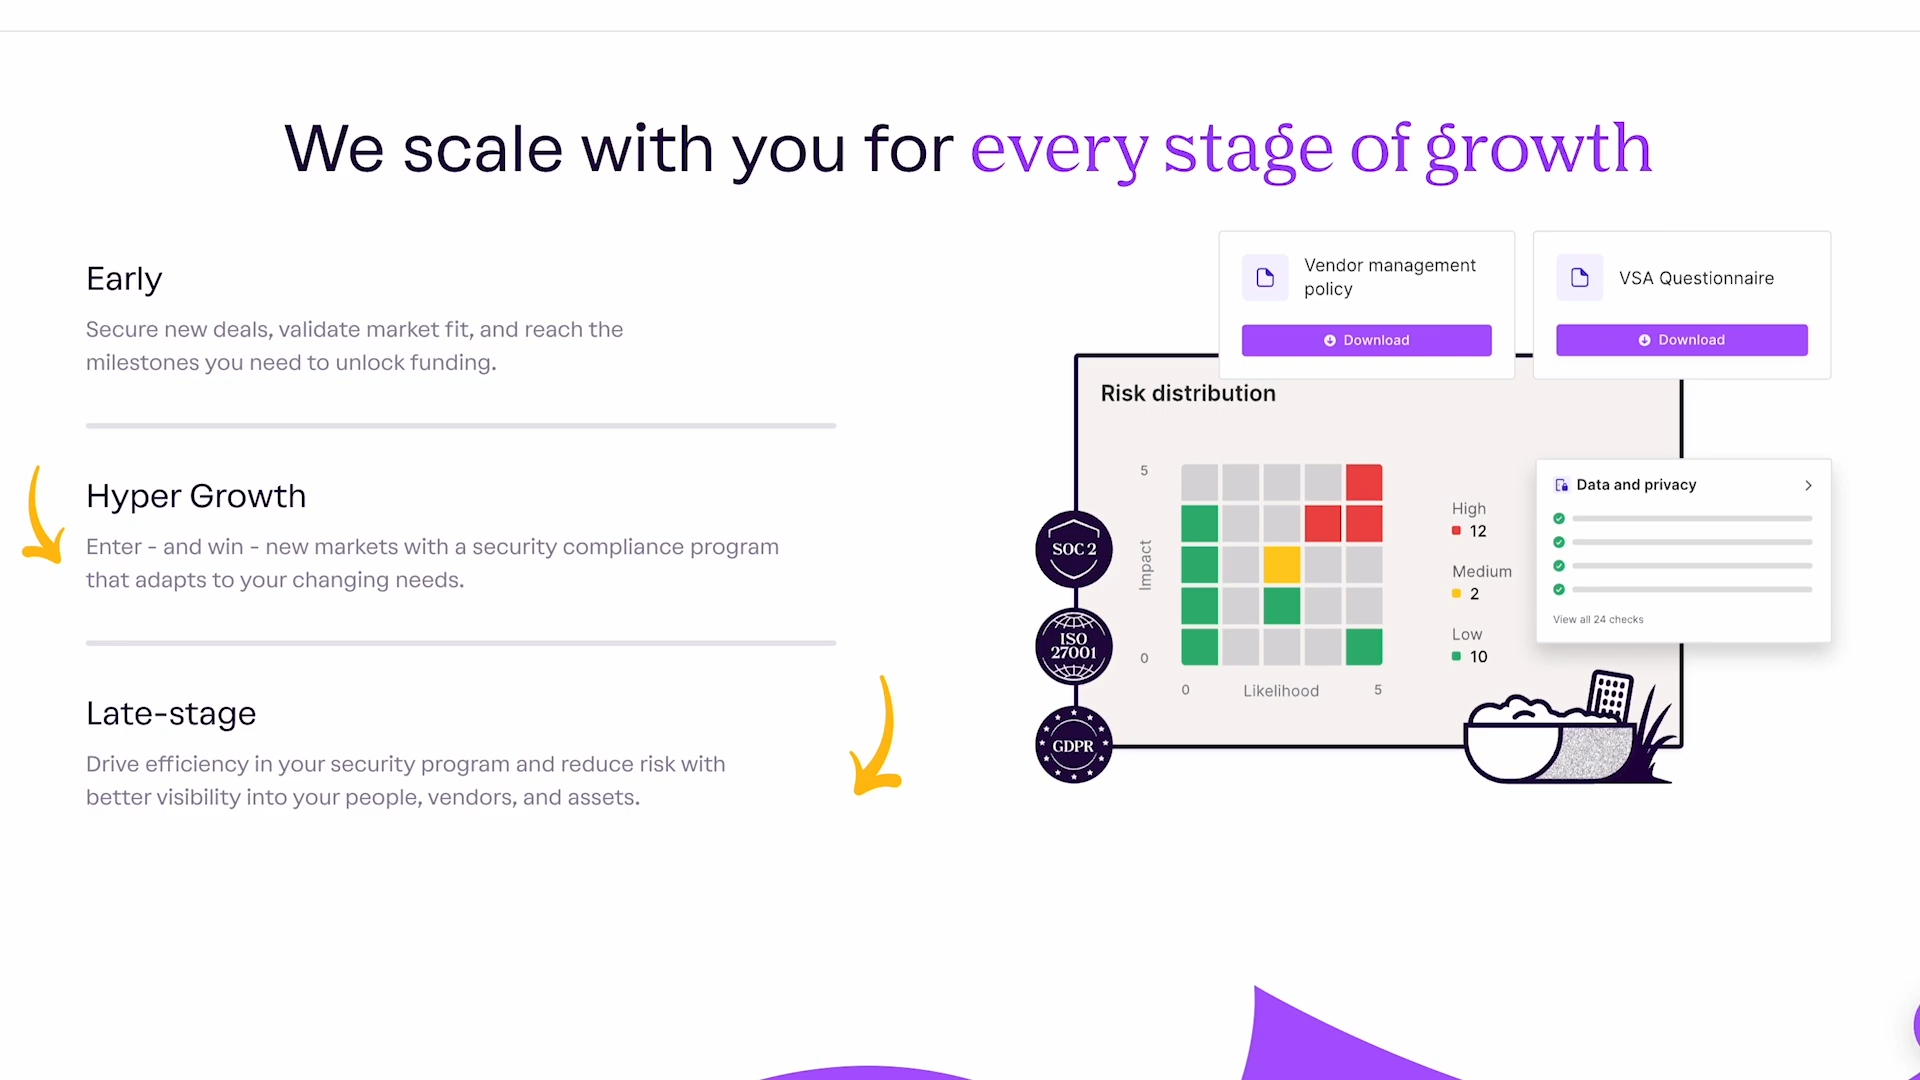 We scale with you for every stage of growth
Early
Secure new deals, validate market fit, and reach the
milestones you need to unlock funding.
Hyper Growth
Enter - and win - new markets with a security compliance program
that adapts to your changing needs.
Late-stage
Drive efficiency in your security program and reduce risk with
better visibility into your people, vendors, and assets.
Vendor management
policy
Download
VSA Questionnaire
Download
Risk distribution
5
Impact
0
0
Likelihood
5
High
12
Medium
2
Low
10
SOC 2
ISO
27001
GDPR
Data and privacy
View all 24 checks